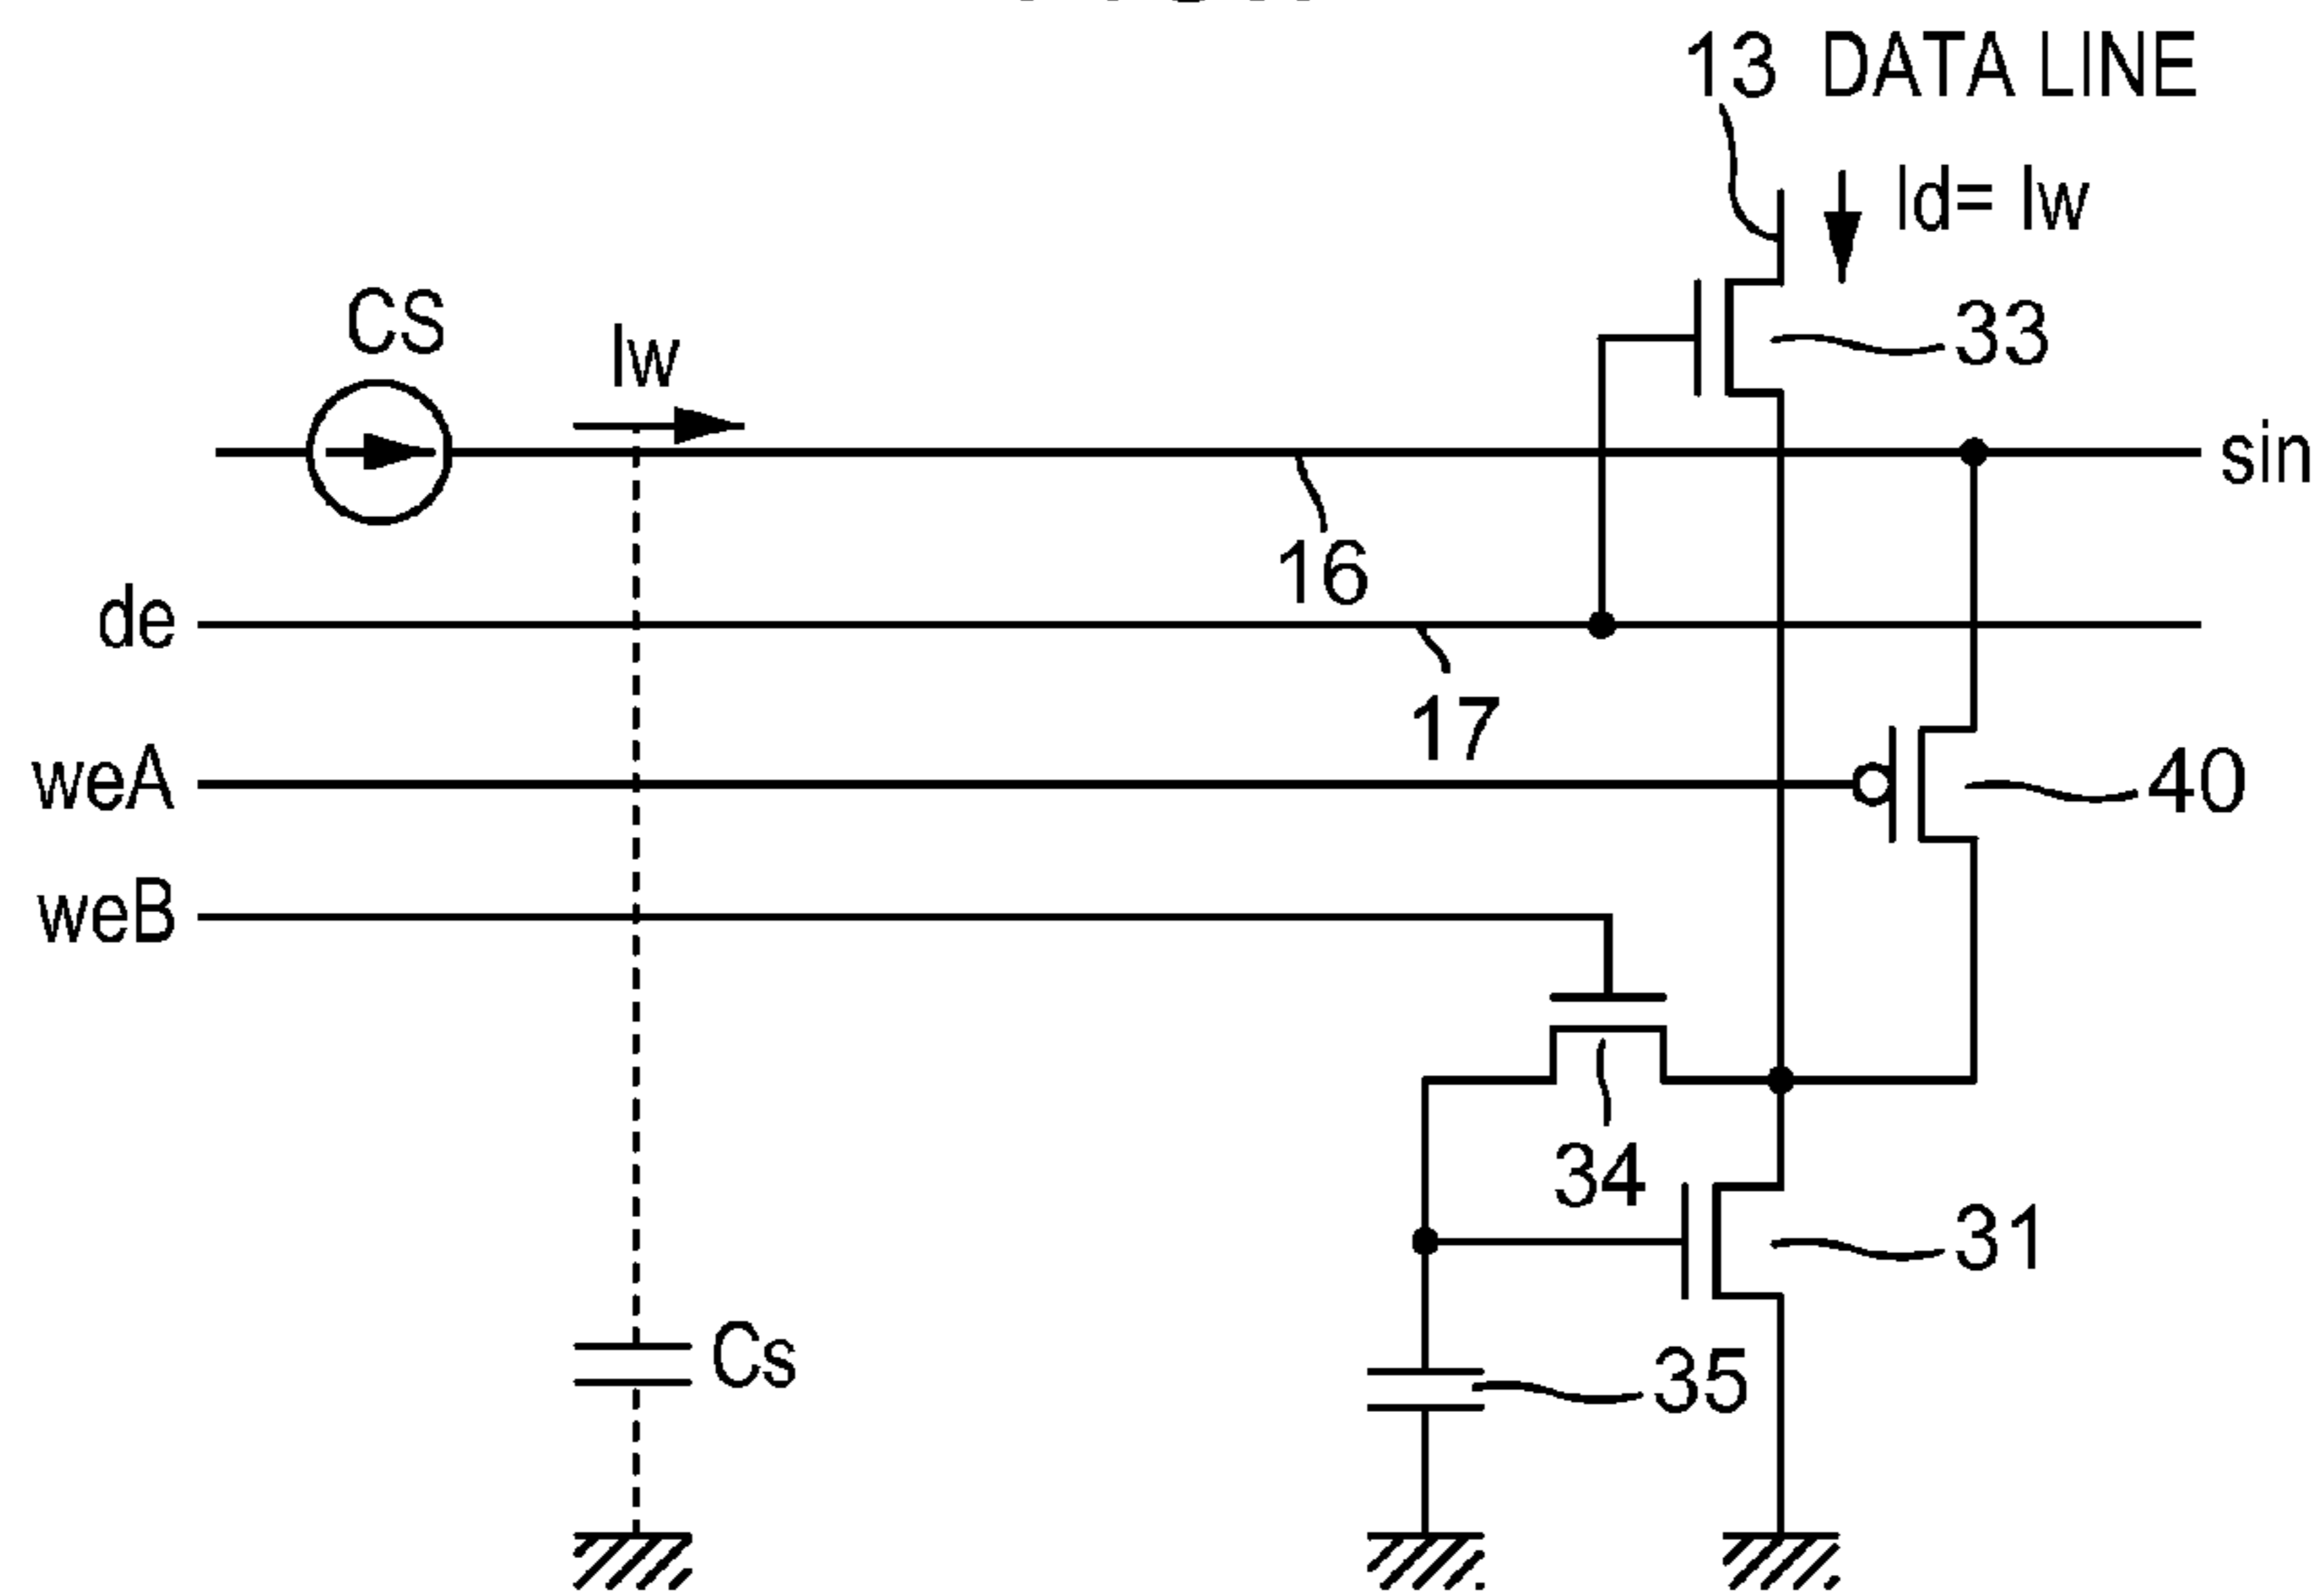 13 DATA LINE
Id= Iw
CS
Iw
33
sin
16
de
17
weA
40
weB
34
31
Cs
35